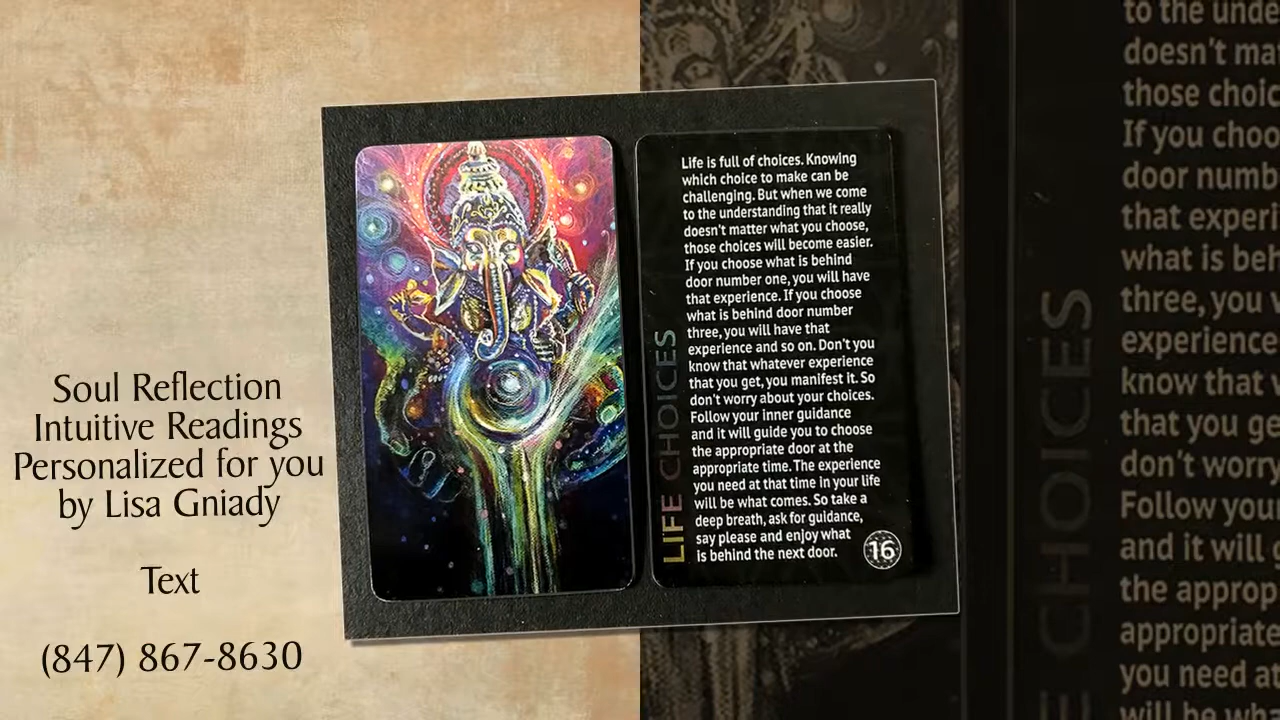 Soul Reflection
Intuitive Readings
Personalized for you
by Lisa Gniady
Text
(847) 867-8630
LIFE CHOICES
Life is full of choices. Knowing
which choice to make can be
challenging. But when we come
to the understanding that it really
doesn't matter what you choose,
those choices will become easier.
If you choose what is behind
door number one, you will have
that experience. If you choose
what is behind door number
three, you will have that
experience and so on. Don't you
know that whatever experience
that you get, you manifest it. So
don't worry about your choices.
Follow your inner guidance
and it will guide you to choose
the appropriate door at the
appropriate time. The experience
you need at that time in your life
will be what comes. So take a
deep breath, ask for guidance,
say please and enjoy what
is behind the next door.
16
to the unde
doesn't ma
those choic
If you choo
door numb
that experi
what is beh
three, you v
experience
know that v
that you ge
don't worry
Follow your
and it will g
the approp
appropriate
you need at
will be wha
E CHOICES